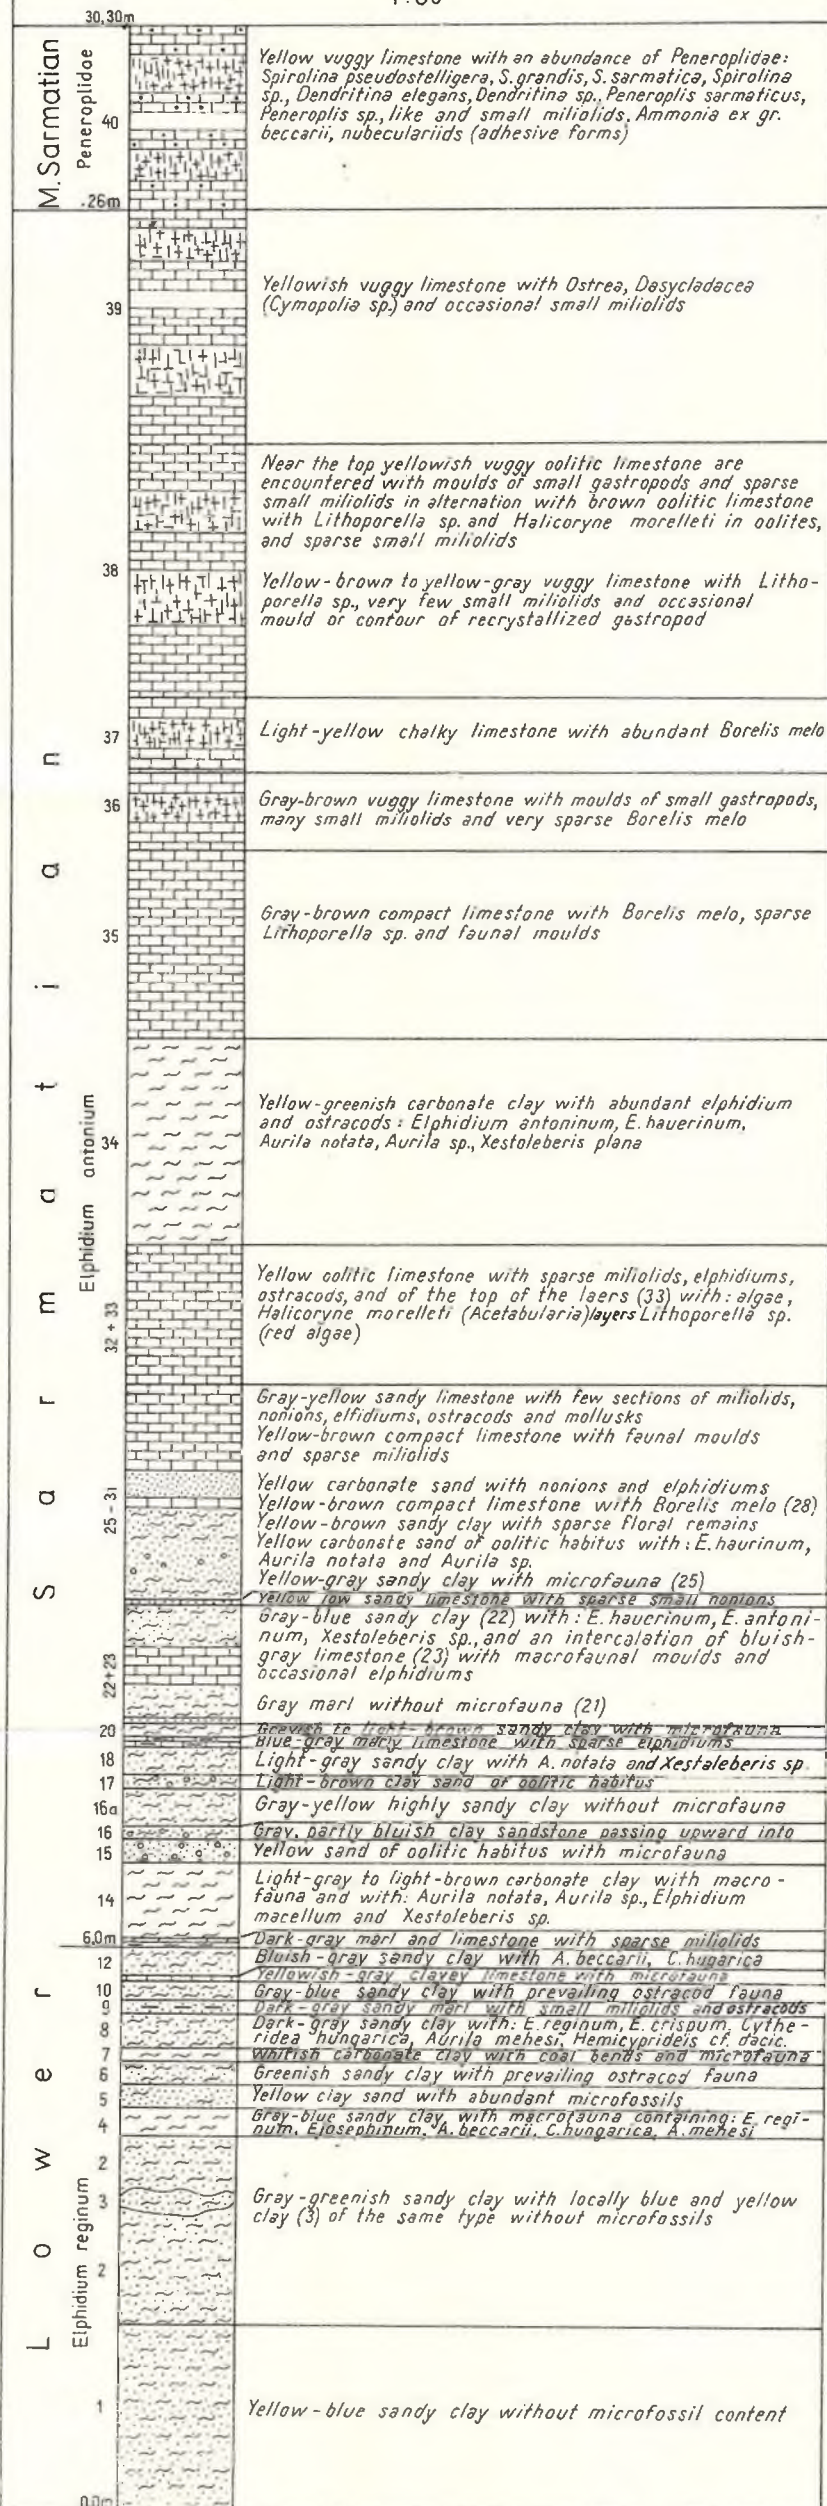 30,30m
M. Sarmatian
Peneroplidae
40
Yellow vuggy limestone with an abundance of Peneroplidae:
Spirolina pseudostelligera, S. grandis, S. sarmatica, Spirolina
sp., Dendritina elegans, Dendritina sp., Peneroplis sarmaticus,
Peneroplis sp., like and small miliolids, Ammonia ex gr.
beccarii, nubeculariids (adhesive forms)
.26m
Lower Sarmatian
39
Yellowish vuggy limestone with Ostrea, Dasycladacea
(Cymopolia sp.) and occasional small miliolids
Near the top yellowish vuggy oolitic limestone are
encountered with moulds of small gastropods and sparse
small miliolids in alternation with brown oolitic limestone
with Lithoporella sp. and Halicoryne morelleti in oolites,
and sparse small miliolids
38
Yellow-brown to yellow-gray vuggy limestone with Litho-
porella sp., very few small miliolids and occasional
mould or contour of recrystallized gastropod
37
Light-yellow chalky limestone with abundant Borelis melo
36
Gray-brown vuggy limestone with moulds of small gastropods,
many small miliolids and very sparse Borelis melo
35
Gray-brown compact limestone with Borelis melo, sparse
Lithoporella sp. and faunal moulds
Elphidium antonium
34
Yellow-greenish carbonate clay with abundant elphidium
and ostracods: Elphidium antoninum, E. hauerinum,
Aurila notata, Aurila sp., Xestoleberis plana
32 + 33
Yellow oolitic limestone with sparse miliolids, elphidiums,
ostracods, and of the top of the laers (33) with: algae,
Halicoryne morelleti (Acetabularia)layers Lithoporella sp.
(red algae)
25-31
Gray-yellow sandy limestone with few sections of miliolids,
nonions, elfidiums, ostracods and mollusks
Yellow-brown compact limestone with faunal moulds
and sparse miliolids
Yellow carbonate sand with nonions and elphidiums
Yellow-brown compact limestone with Borelis melo (28)
Yellow-brown sandy clay with sparse floral remains
Yellow carbonate sand of oolitic habitus with: E. haurinum,
Aurila notata and Aurila sp.
Yellow-gray sandy clay with microfauna (25)
Yellow low sandy limestone with sparse small nonions
22+23
Gray-blue sandy clay (22) with: E. hauerinum, E. antoni-
num, Xestoleberis sp., and an intercalation of bluish-
gray limestone (23) with macrofaunal moulds and
occasional elphidiums
Gray marl without microfauna (21)
20
Greyish to light-brown sandy clay with microfauna
Blue-gray marly limestone with sparse elphidiums
18
Light-gray sandy clay with A. notata and Xestaleberis sp
17
Light-brown clay sand of oolitic habitus
16a
Gray-yellow highly sandy clay without microfauna
16
Gray, partly bluish clay sandstone passing upward into
15
Yellow sand of oolitic habitus with microfauna
14
Light-gray to light-brown carbonate clay with macro-
fauna and with: Aurila notata, Aurila sp., Elphidium
macellum and Xestoleberis sp.
6,0m
Dark-gray marl and limestone with sparse miliolids
12
Bluish-gray sandy clay with A. beccarii, C. hugarica
Yellowish-gray clayey limestone with microfauna
10
Gray-blue sandy clay with prevailing ostracod fauna
9
Dark-gray sandy marl with small miliolids and ostracods
8
Dark-gray sandy clay with: E. reginum, E. crispum, Cythe-
ridea hungarica, Aurila mehesi, Hemicyprideis cf. dacic.
7
Whitish carbonate clay with coal bends and microfauna
6
Greenish sandy clay with prevailing ostracod fauna
5
Yellow clay sand with abundant microfossils
4
Gray-blue sandy clay, with macrofauna containing: E. regi-
num, E.josephinum, A. beccarii, C. hungarica, A. mehesi
Elphidium reginum
2
3
Gray-greenish sandy clay with locally blue and yellow
clay (3) of the same type without microfossils
2
1
Yellow-blue sandy clay without microfossil content
0,0m